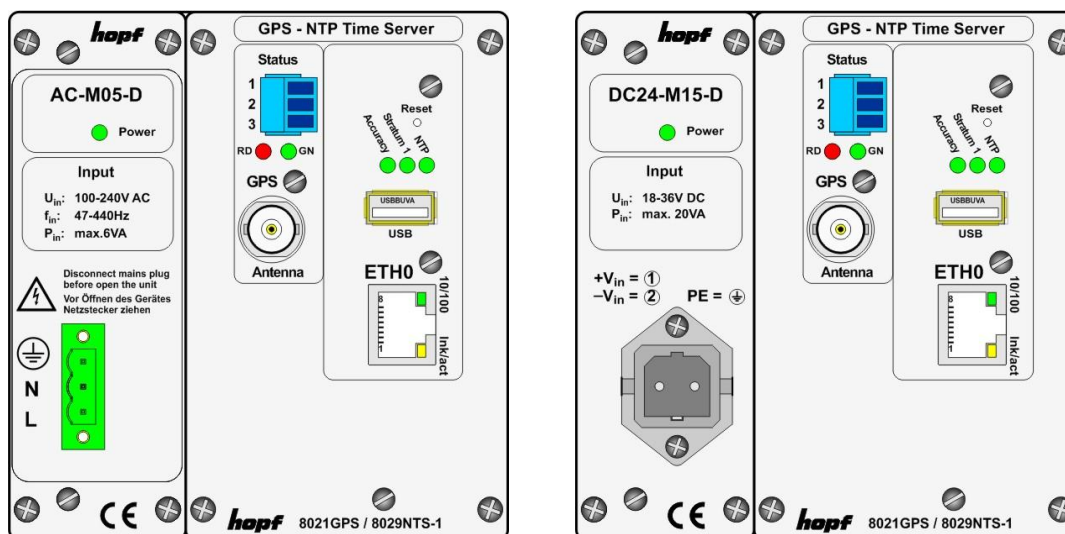 hopf
AC-M05-D
Power
Input
Uin: 100-240V AC
fin: 47-440Hz
Pin: max.6VA
Disconnect mains plug
before open the unit
Vor Öffnen des Gerätes
Netzstecker ziehen
N
L
CE
GPS - NTP Time Server
Status
1
2
3
RD
GN
GPS
Antenna
Reset
Accuracy
Stratum 1
NTP
USBBUVA
USB
ETH0
8
1
10/100
lnk/act
hopf 8021GPS / 8029NTS-1
hopf
DC24-M15-D
Power
Input
Uin: 18-36V DC
Pin: max. 20VA
+Vin = 1
–Vin = 2 PE =
CE
GPS - NTP Time Server
Status
1
2
3
RD
GN
GPS
Antenna
Reset
Accuracy
Stratum 1
NTP
USBBUVA
USB
ETH0
8
1
10/100
lnk/act
hopf 8021GPS / 8029NTS-1